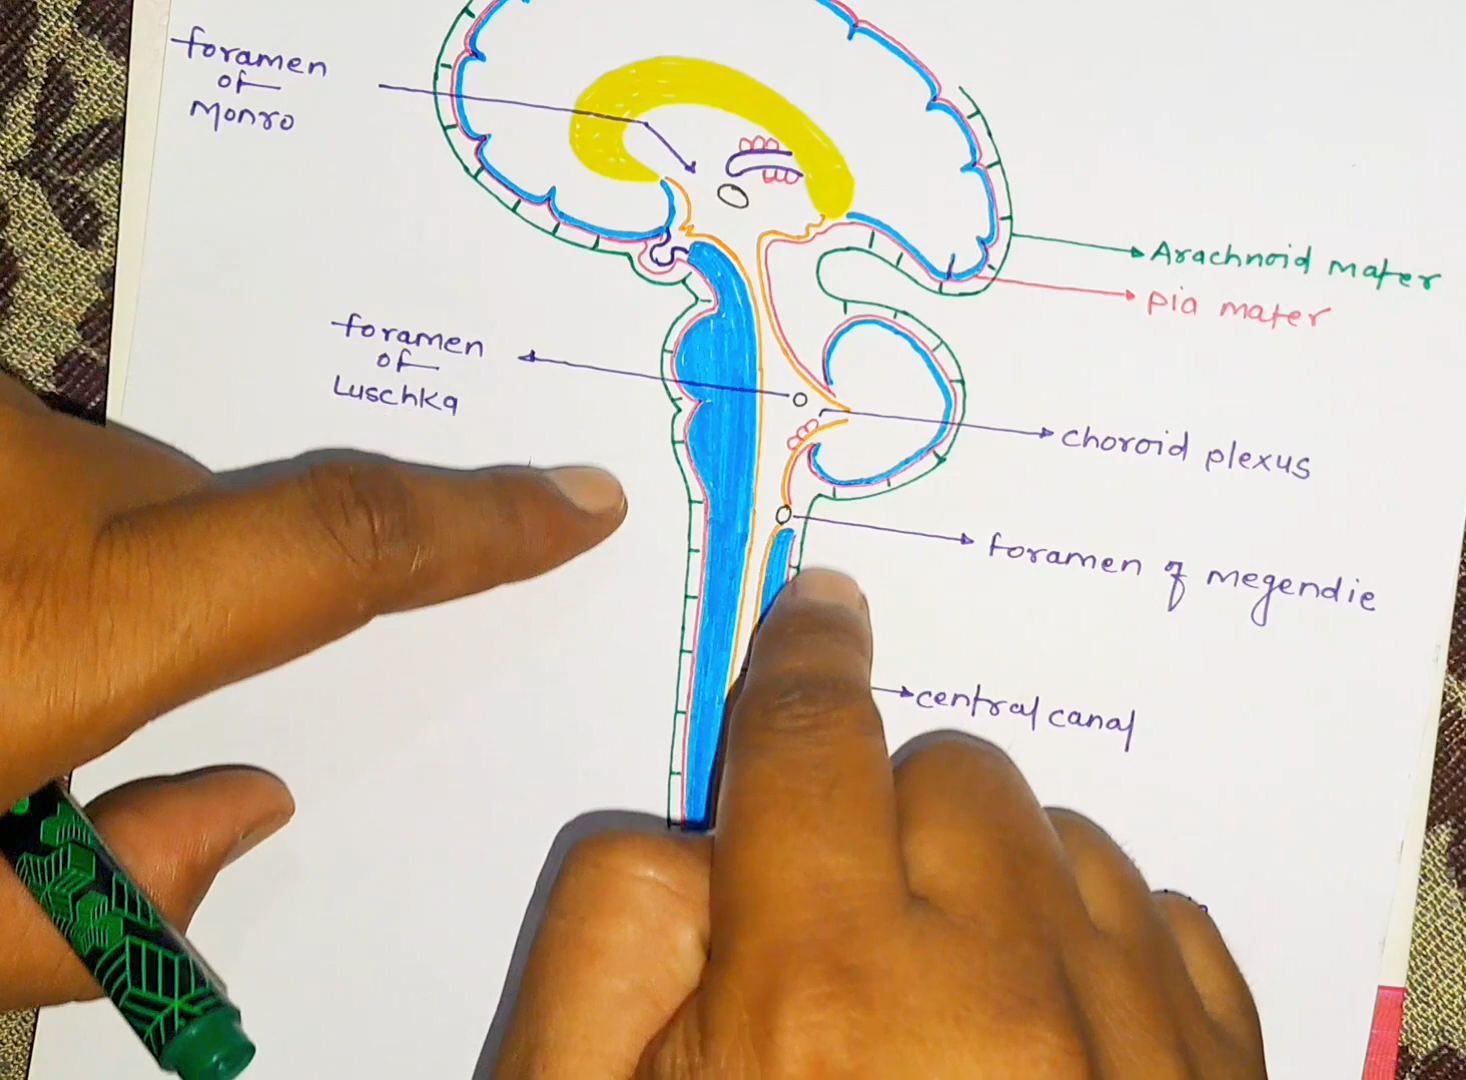 foramen
of
Monro
Arachnoid mater
pia mater
foramen
of
Luschka
choroid plexus
foramen of megendie
central canal